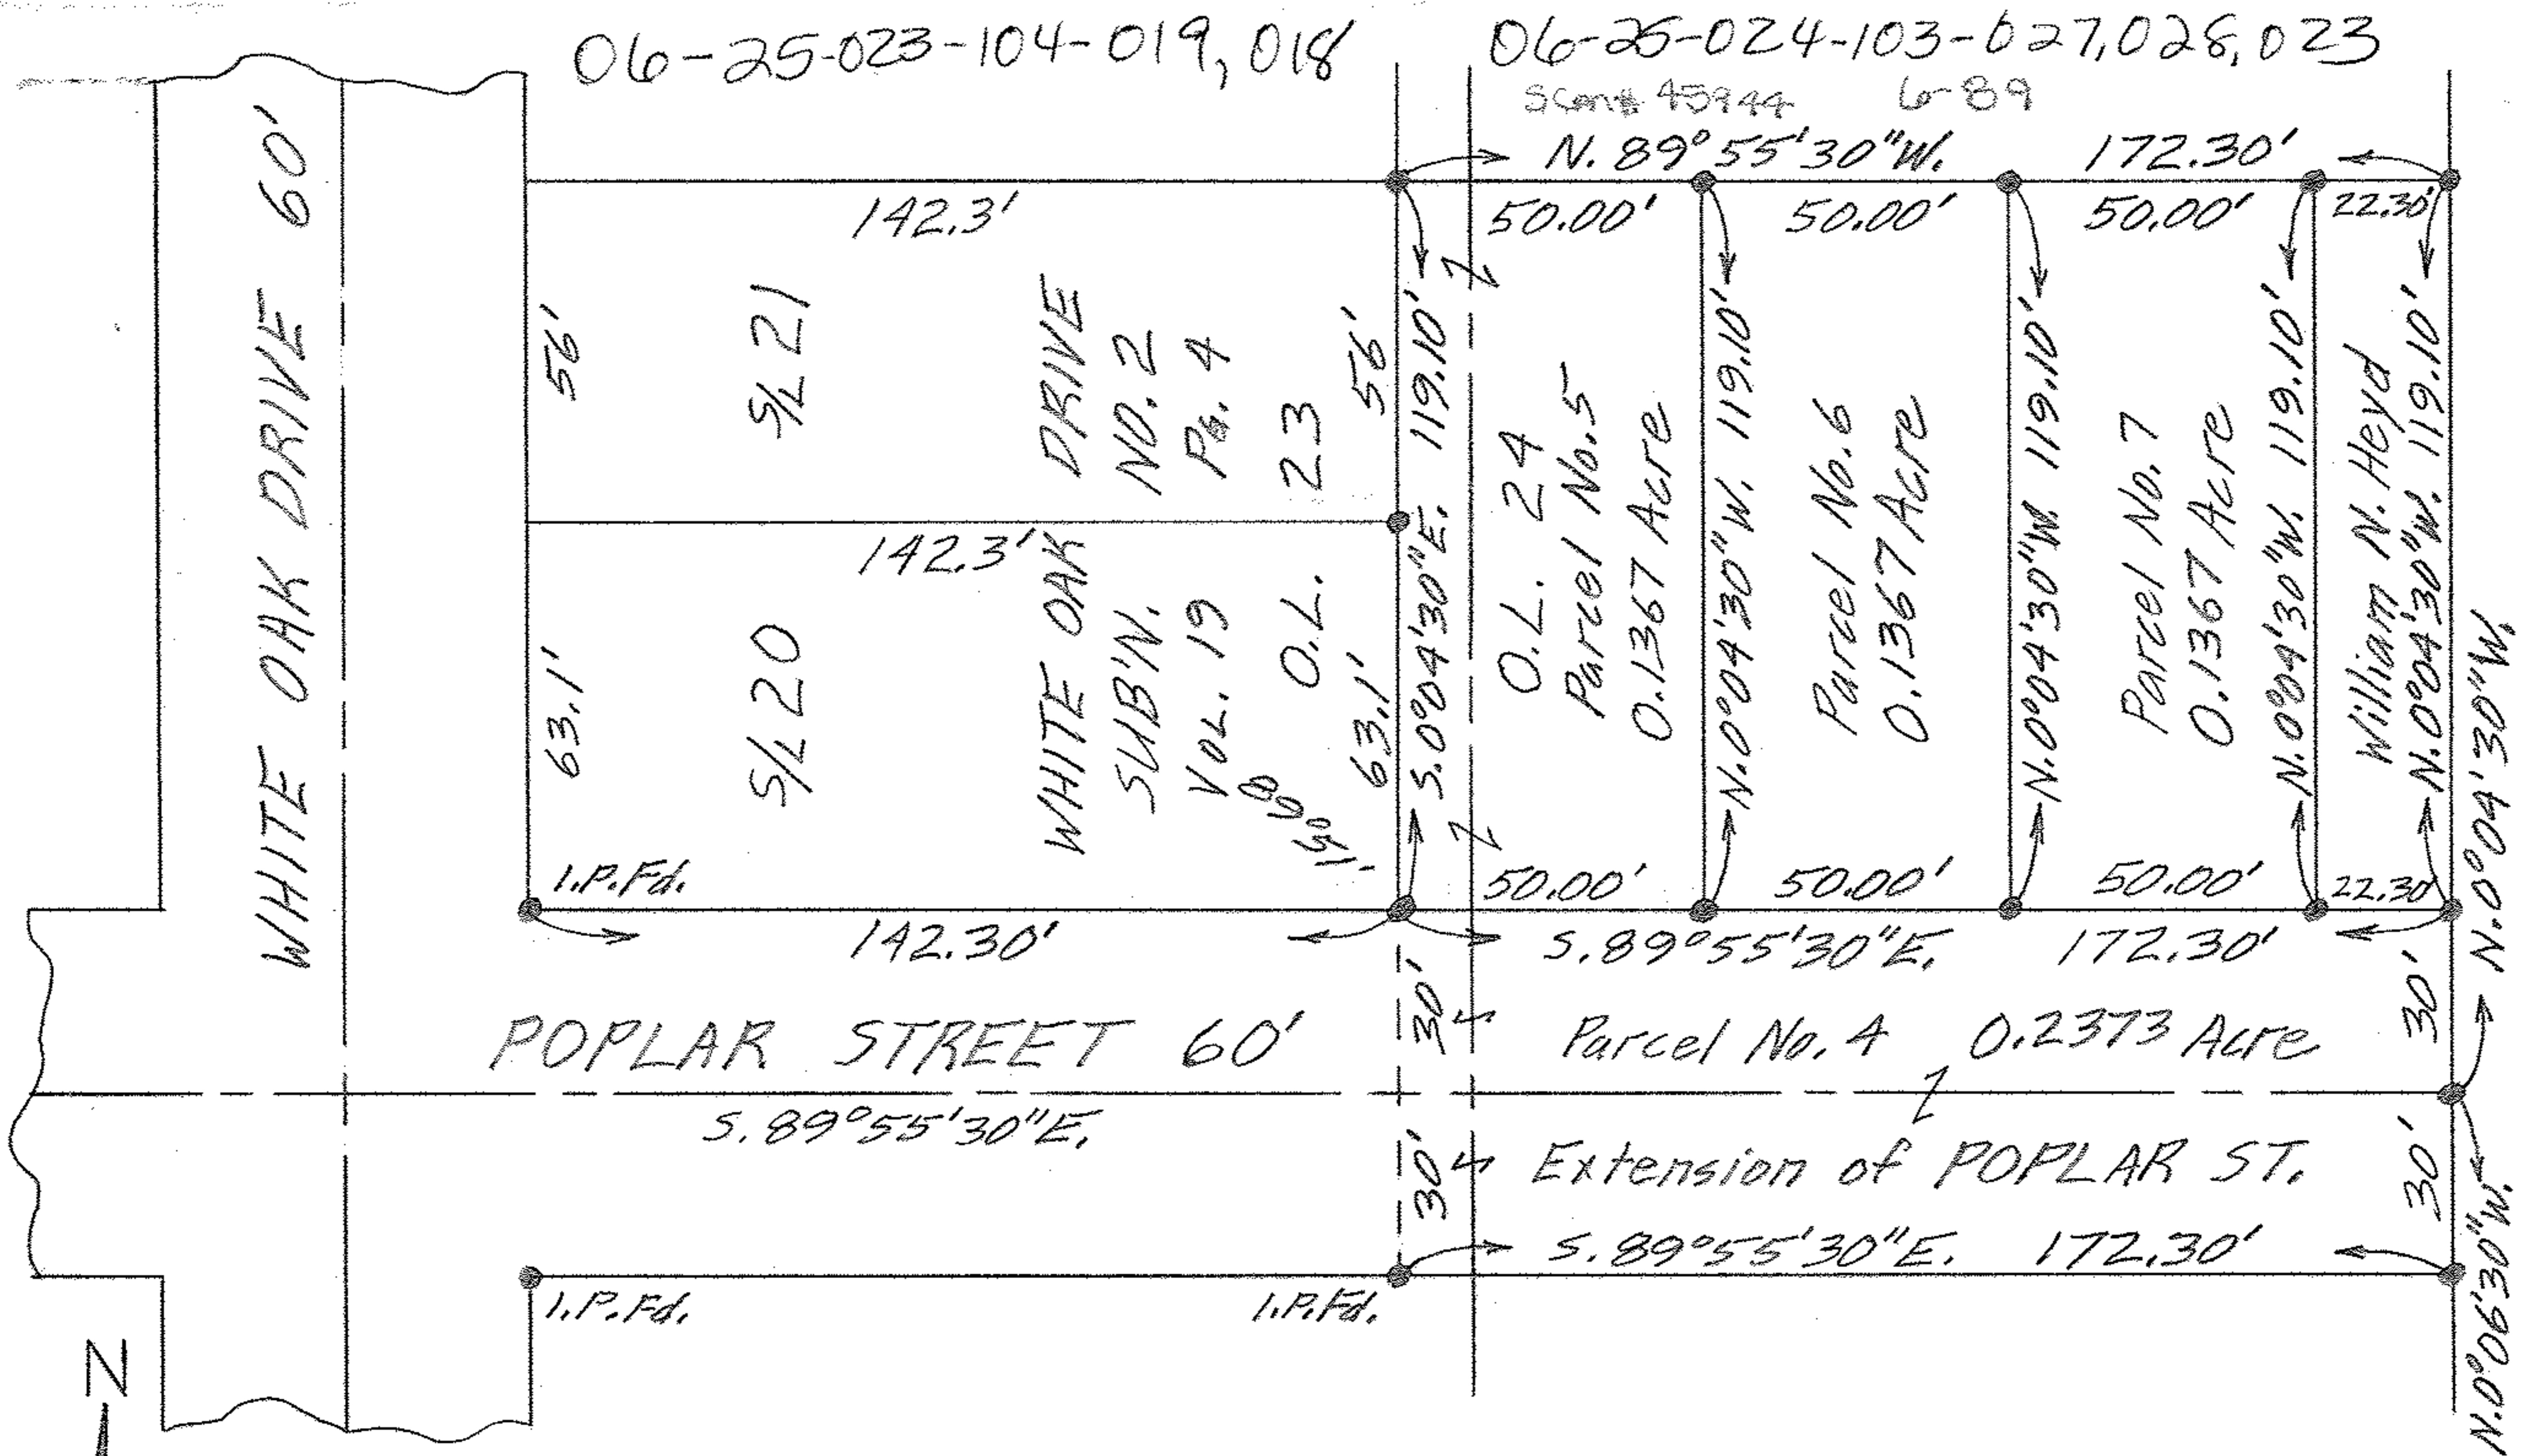 06-25-023-104-019, 018
06-25-024-103-027, 028, 023
Scan# 45944 6-89
N. 89°55'30"W. 172.30'
142.3'
50.00'
50.00'
50.00'
22.30'
WHITE OAK DRIVE 60'
56'
S/L 21
63.1'
S/L 20
142.3'
WHITE OAK DRIVE
SUB'N. NO. 2
VOL. 19 PG. 4
O.L. 23
56'
63.1'
S.0°04'30"E. 119.10'
O.L. 24
Parcel No.5
0.1367 Acre
N.0°04'30"W. 119.10'
Parcel No.6
0.1367 Acre
N.0°04'30"W. 119.10'
Parcel No.7
0.1367 Acre
N.0°04'30"W. 119.10'
William N. Heyd
N.0°04'30"W. 119.10'
N.0°04'30"W.
I.P.Fd.
50.00'
50.00'
50.00'
22.30'
142.30'
S.89°55'30"E. 172.30'
POPLAR STREET 60'
30'
Parcel No.4 0.2373 Acre
30'
S.89°55'30"E.
30'
Extension of POPLAR ST.
30'
S.89°55'30"E. 172.30'
N.0°06'30"W.
I.P.Fd.
I.P.Fd.
N